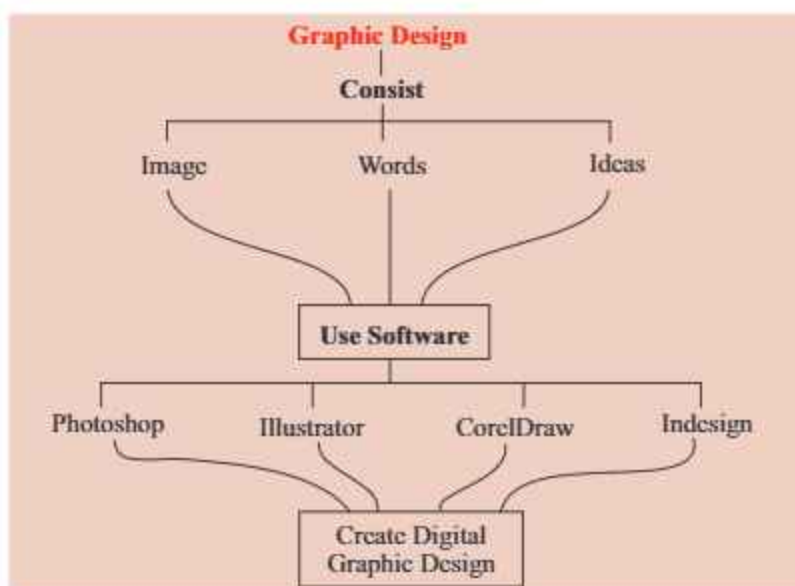 Graphic Design
Consist
Image Words Ideas
Use Software
Photoshop Illustrator CorelDraw Indesign
Create Digital
Graphic Design